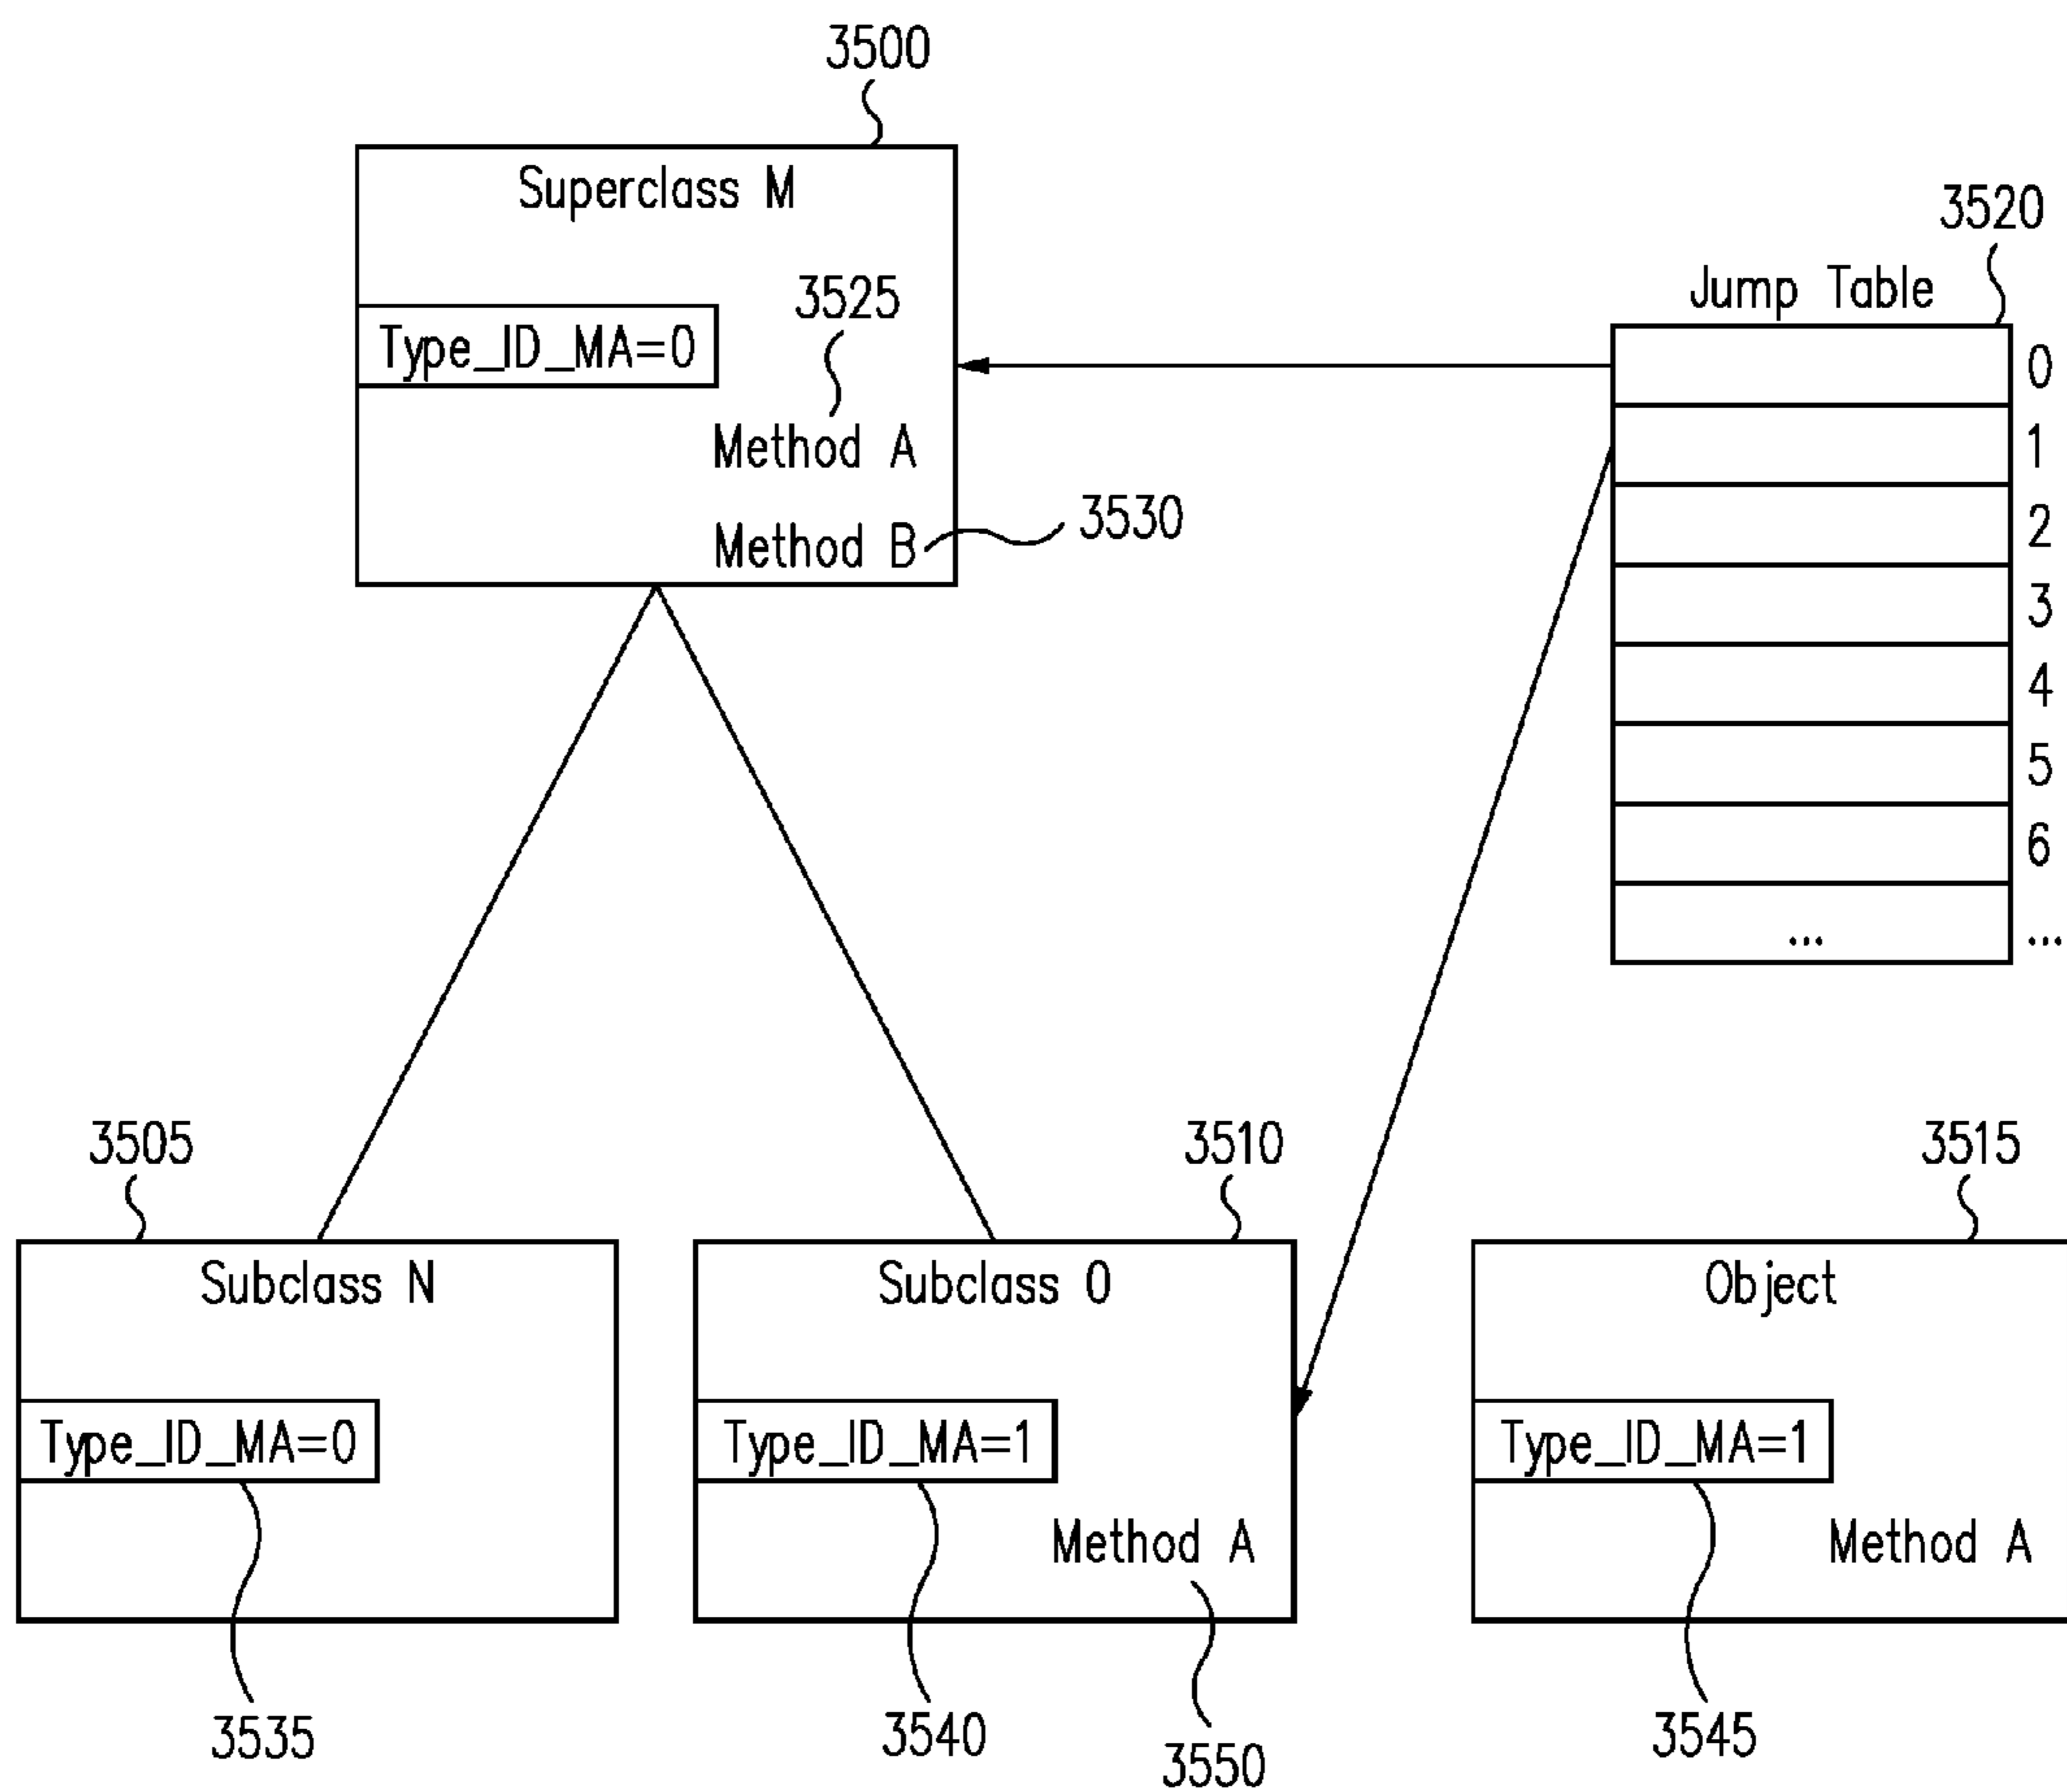 3500
Superclass M
3520
3525
Jump Table
Type_ID_MA=0
0
Method A
1
3530
Method B
2
3
4
5
6
... ...
3505
3510
3515
Subclass N
Subclass O
Object
Type_ID_MA=0
Type_ID_MA=1
Type_ID_MA=1
Method A
Method A
3535
3540
3550
3545